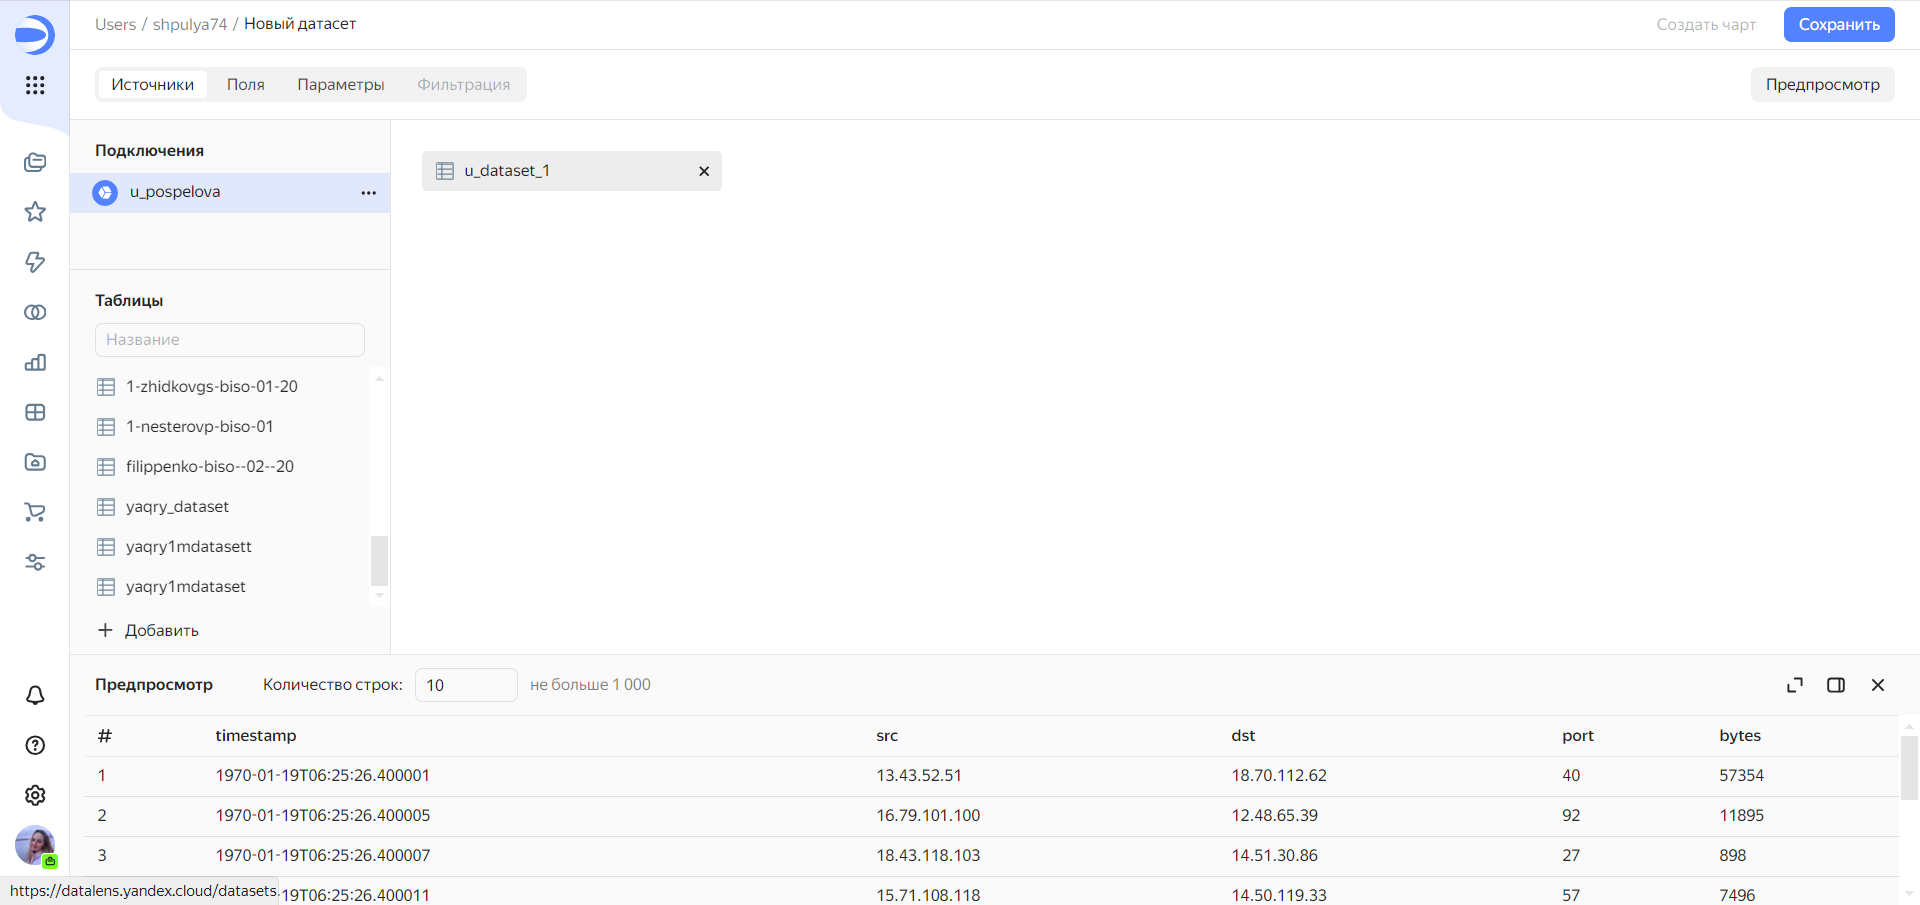 Users / shpulya74 / Новый датасет
Создать чарт
Сохранить
Источники
Поля
Параметры
Фильтрация
Предпросмотр
Подключения
u_pospelova
u_dataset_1
Таблицы
Название
1-zhidkovgs-biso-01-20
1-nesterovp-biso-01
filippenko-biso--02--20
yaqry_dataset
yaqry1mdatasett
yaqry1mdataset
Добавить
Предпросмотр
Количество строк: 10 не больше 1 000
# timestamp src dst port bytes
1 1970-01-19T06:25:26.400001 13.43.52.51 18.70.112.62 40 57354
2 1970-01-19T06:25:26.400005 16.79.101.100 12.48.65.39 92 11895
3 1970-01-19T06:25:26.400007 18.43.118.103 14.51.30.86 27 898
-19T06:25:26.400011 15.71.108.118 14.50.119.33 57 7496
https://datalens.yandex.cloud/datasets